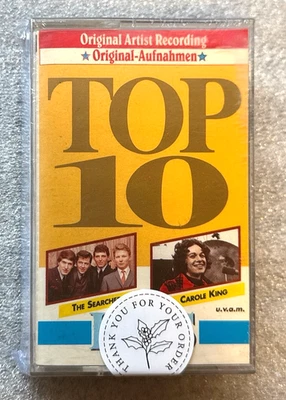 Original Artist Recording
★Original-Aufnahmen★
TOP
10
THE SEARCHE
CAROLE KING
u.v.a.m.
THANK YOU FOR YOUR ORDER